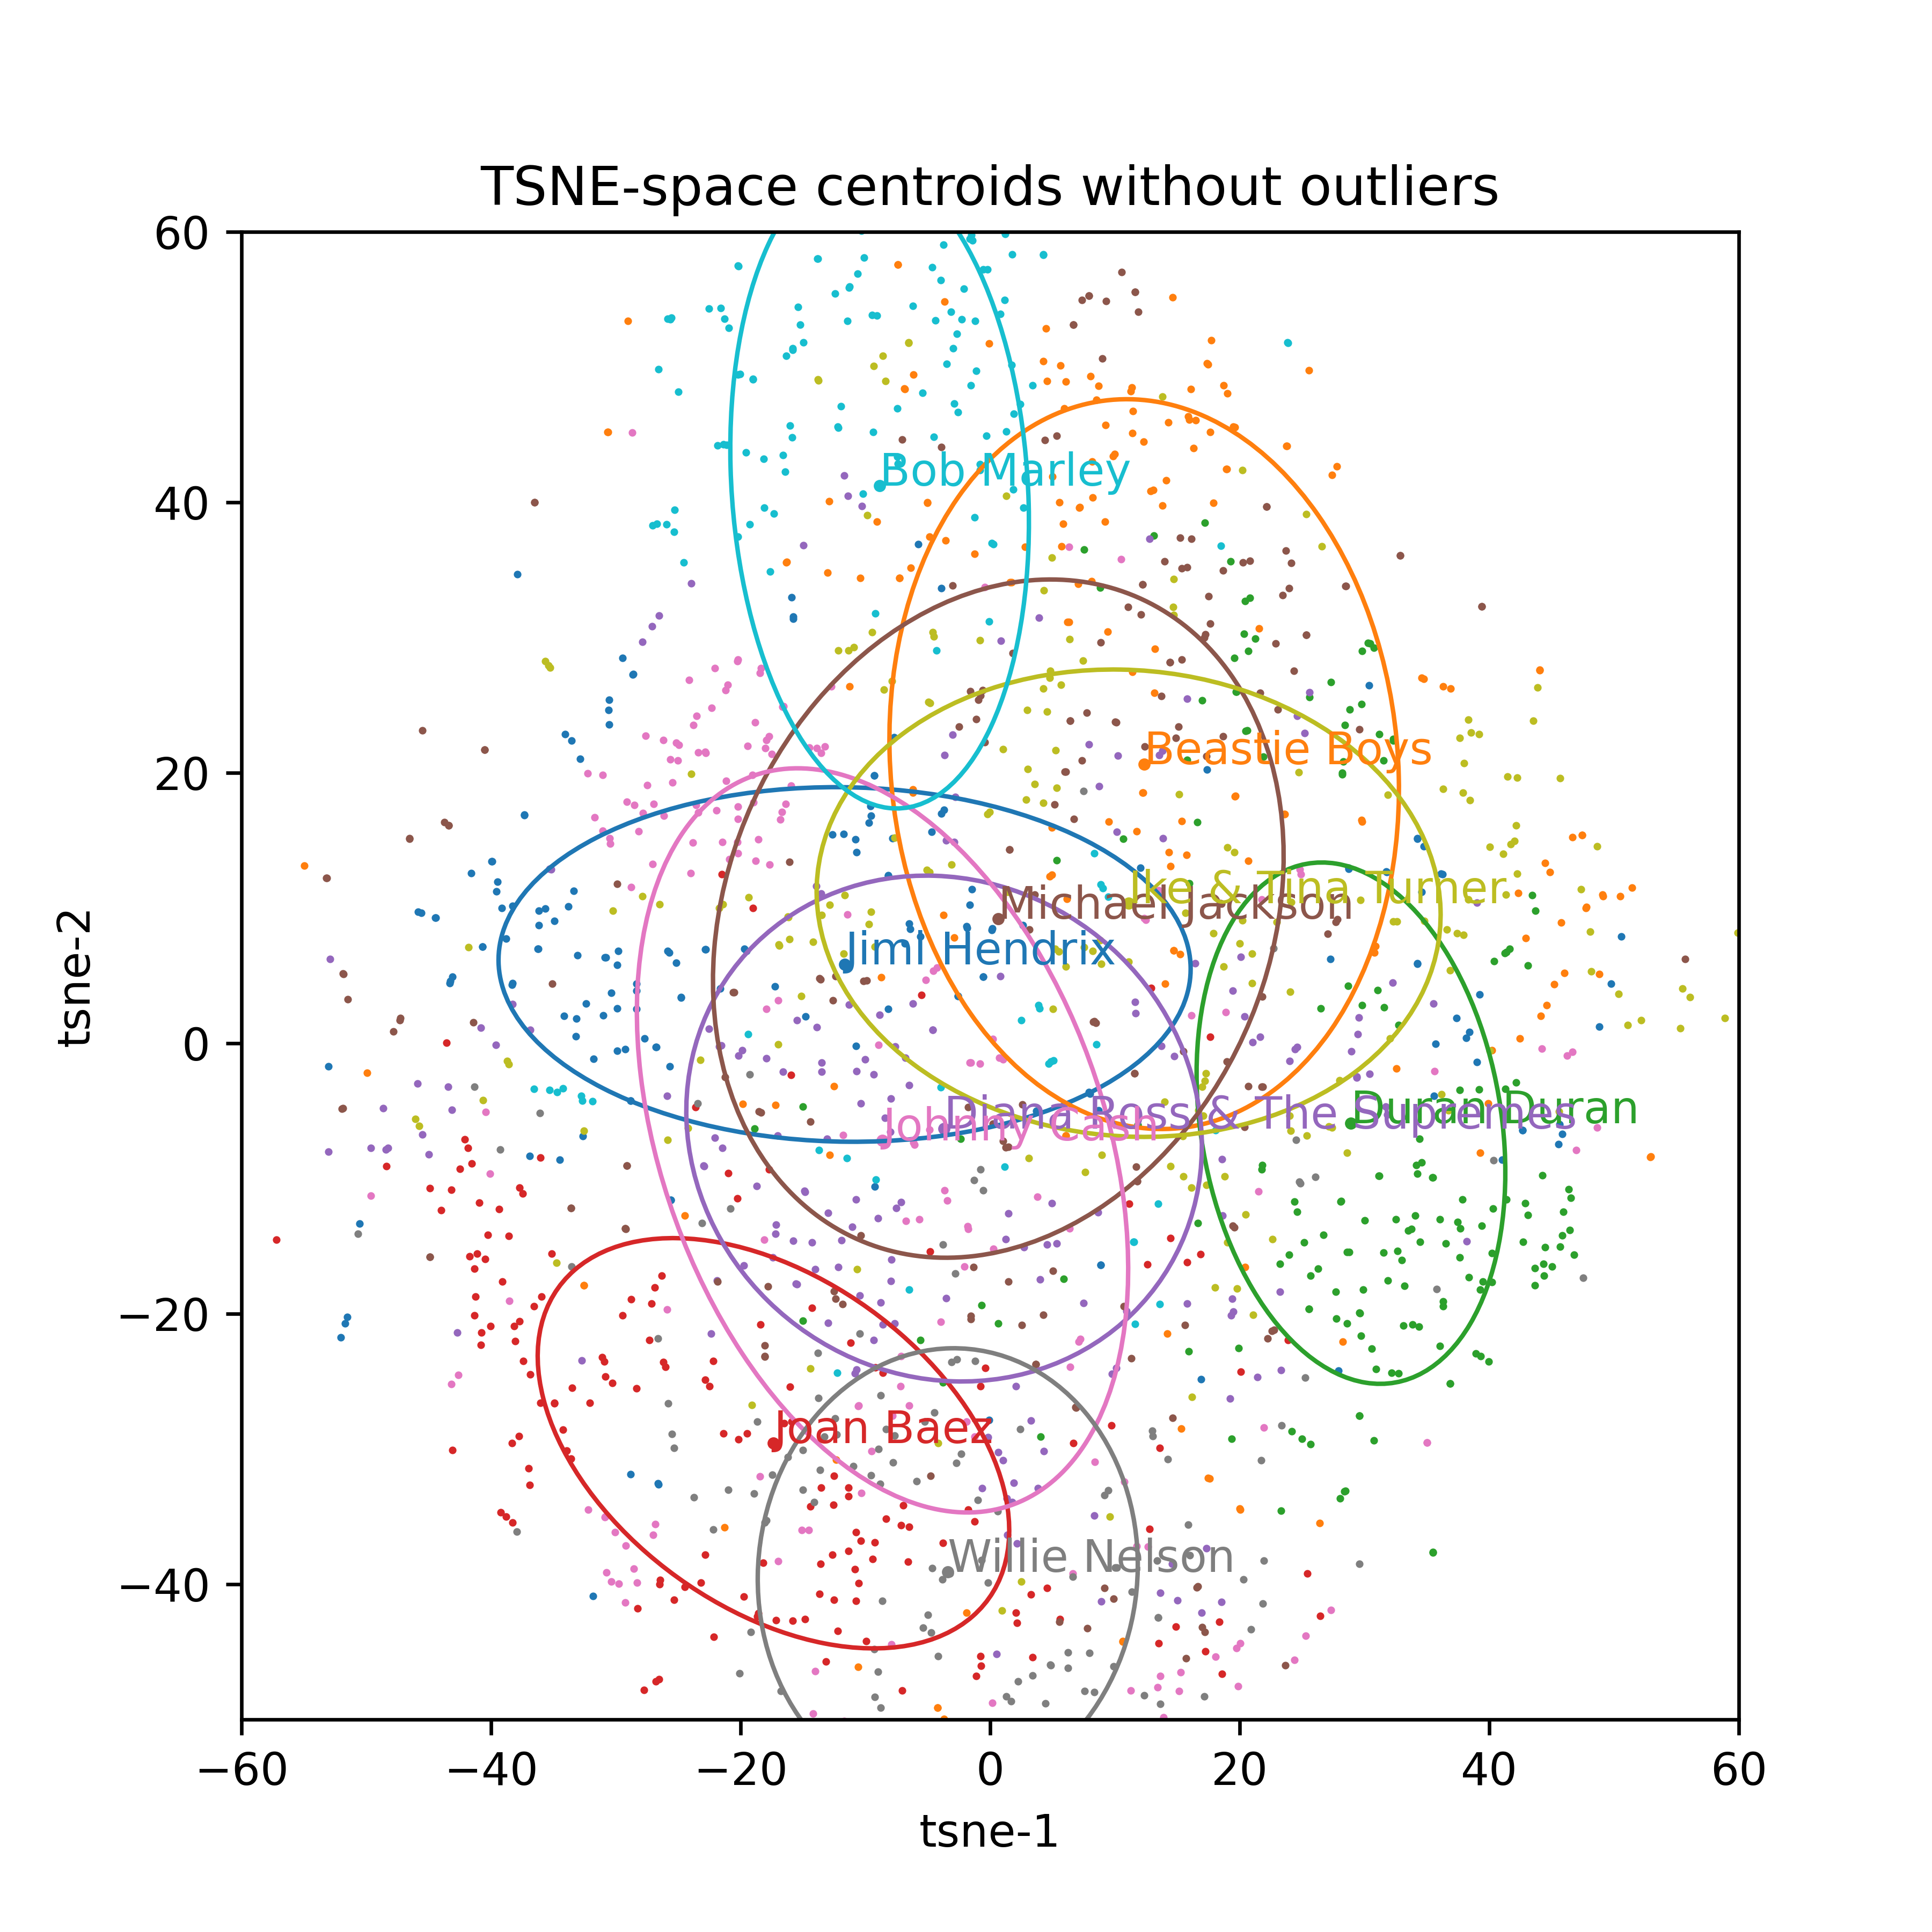 TSNE-space centroids without outliers
60
Bob Marley
40
Beastie Boys
20
Ike & Tina Turner
Michael Jackson
Jimi Hendrix
0
Duran Duran
Diana Ross & The Supremes
Johnny Cash
−20
Joan Baez
Willie Nelson
−40
−60 −40 −20 0 20 40 60
tsne-1
tsne-2